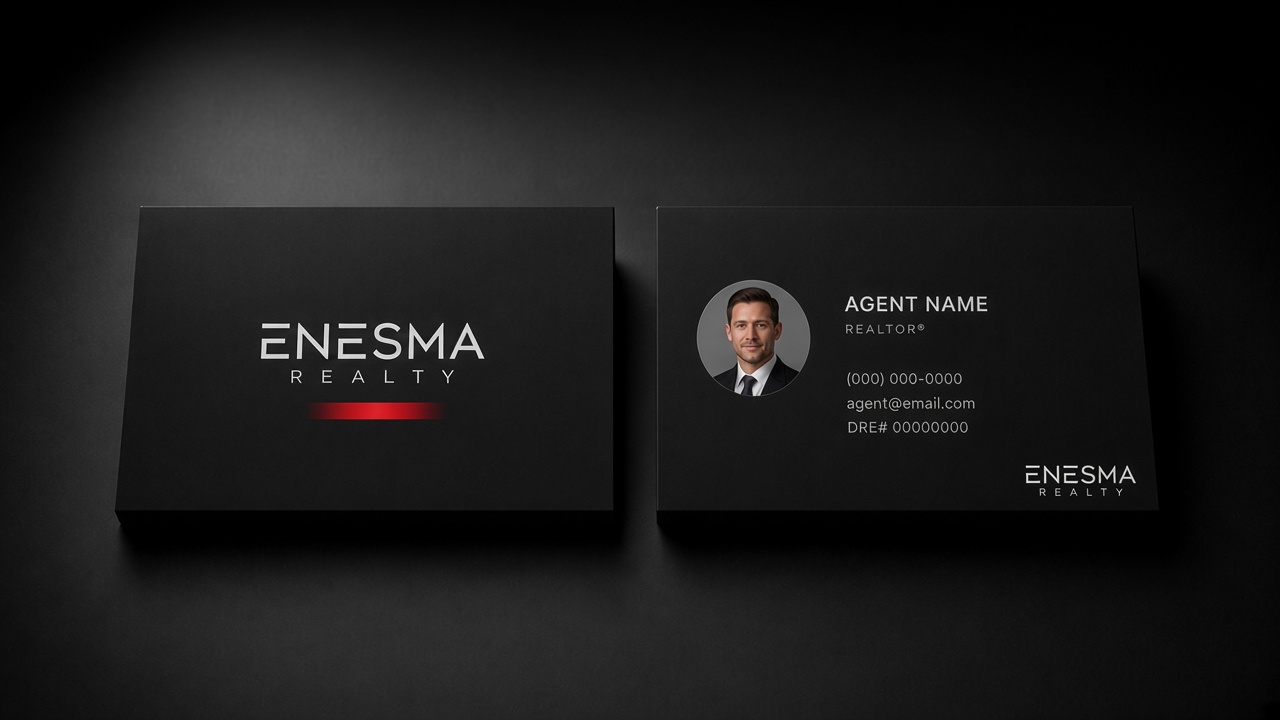 ENESMA
REALTY
AGENT NAME
REALTOR®
(000) 000-0000
agent@email.com
DRE# 00000000
ENESMA
REALTY